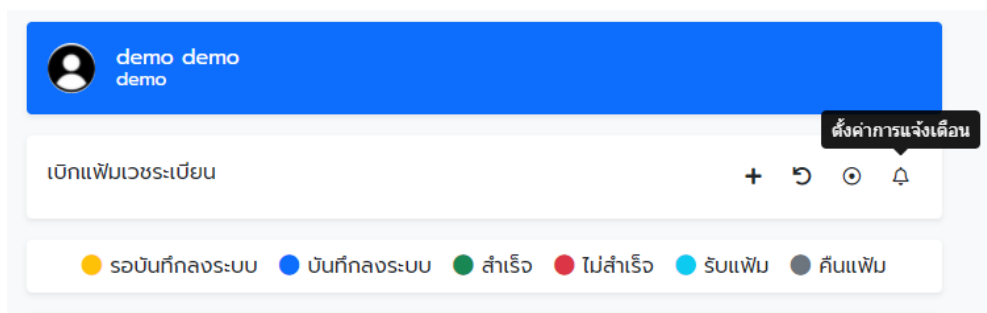 demo demo
demo
ตั้งค่าการแจ้งเตือน
เบิกแฟ้มเวชระเบียน
รอบันทึกลงระบบ บันทึกลงระบบ สำเร็จ ไม่สำเร็จ รับแฟ้ม คืนแฟ้ม